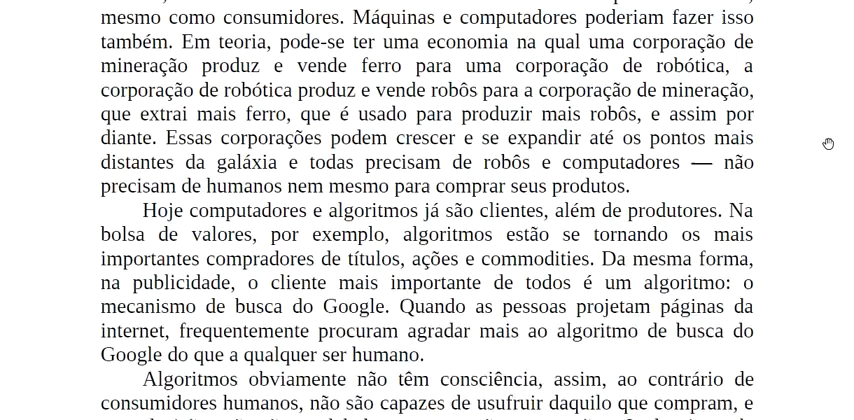 mesmo como consumidores. Máquinas e computadores poderiam fazer isso
também. Em teoria, pode-se ter uma economia na qual uma corporação de
mineração produz e vende ferro para uma corporação de robótica, a
corporação de robótica produz e vende robôs para a corporação de mineração,
que extrai mais ferro, que é usado para produzir mais robôs, e assim por
diante. Essas corporações podem crescer e se expandir até os pontos mais
distantes da galáxia e todas precisam de robôs e computadores — não
precisam de humanos nem mesmo para comprar seus produtos.
Hoje computadores e algoritmos já são clientes, além de produtores. Na
bolsa de valores, por exemplo, algoritmos estão se tornando os mais
importantes compradores de títulos, ações e commodities. Da mesma forma,
na publicidade, o cliente mais importante de todos é um algoritmo: o
mecanismo de busca do Google. Quando as pessoas projetam páginas da
internet, frequentemente procuram agradar mais ao algoritmo de busca do
Google do que a qualquer ser humano.
Algoritmos obviamente não têm consciência, assim, ao contrário de
consumidores humanos, não são capazes de usufruir daquilo que compram, e